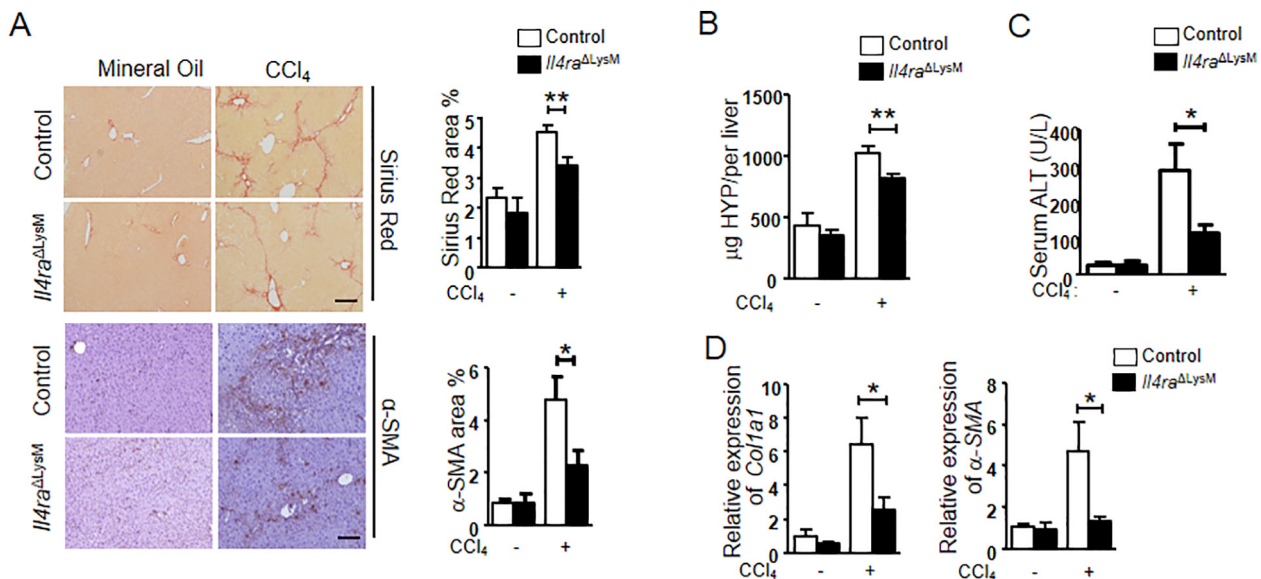 A
Mineral Oil
CCl₄
Control
Il4raΔLysM
Sirius Red
Control
Il4raΔLysM
α-SMA
Control
Il4raΔLysM
Sirius Red area %
5
4
3
2
1
0
**
CCl₄ - +
α-SMA area %
6
4
2
0
*
CCl₄ - +
B
Control
Il4raΔLysM
μg HYP/per liver
1500
1000
500
0
**
CCl₄ - +
C
Control
Il4raΔLysM
Serum ALT (U/L)
400
300
200
100
0
*
CCl₄ : - +
D
Control
Il4raΔLysM
Relative expression
of Col1a1
10
8
6
4
2
0
*
CCl₄ - +
Relative expression
of α-SMA
8
6
4
2
0
*
CCl₄ - +